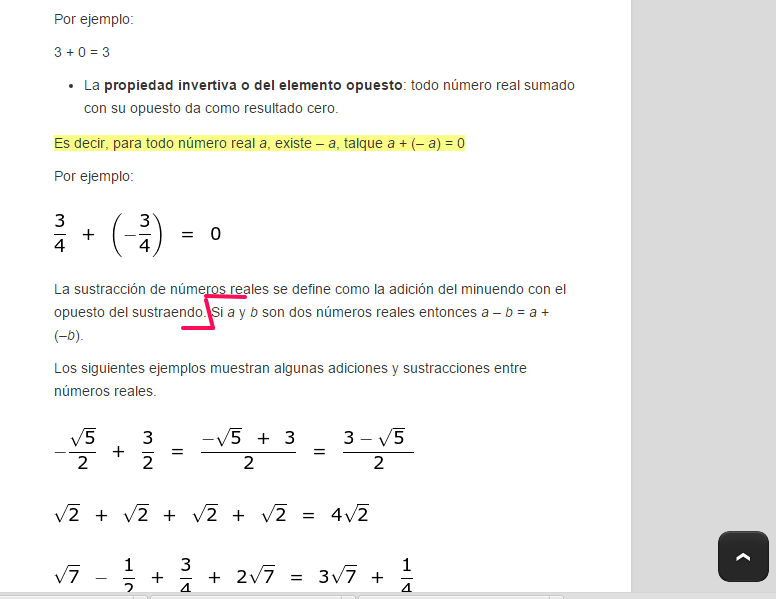 Por ejemplo:
3 + 0 = 3
• La propiedad invertiva o del elemento opuesto: todo número real sumado
con su opuesto da como resultado cero.
Es decir, para todo número real a, existe – a, talque a + (– a) = 0
Por ejemplo:
3/4 + (−3/4) = 0
La sustracción de números reales se define como la adición del minuendo con el
opuesto del sustraendo. Si a y b son dos números reales entonces a – b = a +
(–b).
Los siguientes ejemplos muestran algunas adiciones y sustracciones entre
números reales.
−√5/2 + 3/2 = (−√5 + 3)/2 = (3 − √5)/2
√2 + √2 + √2 + √2 = 4√2
√7 − 1/2 + 3/4 + 2√7 = 3√7 + 1/4